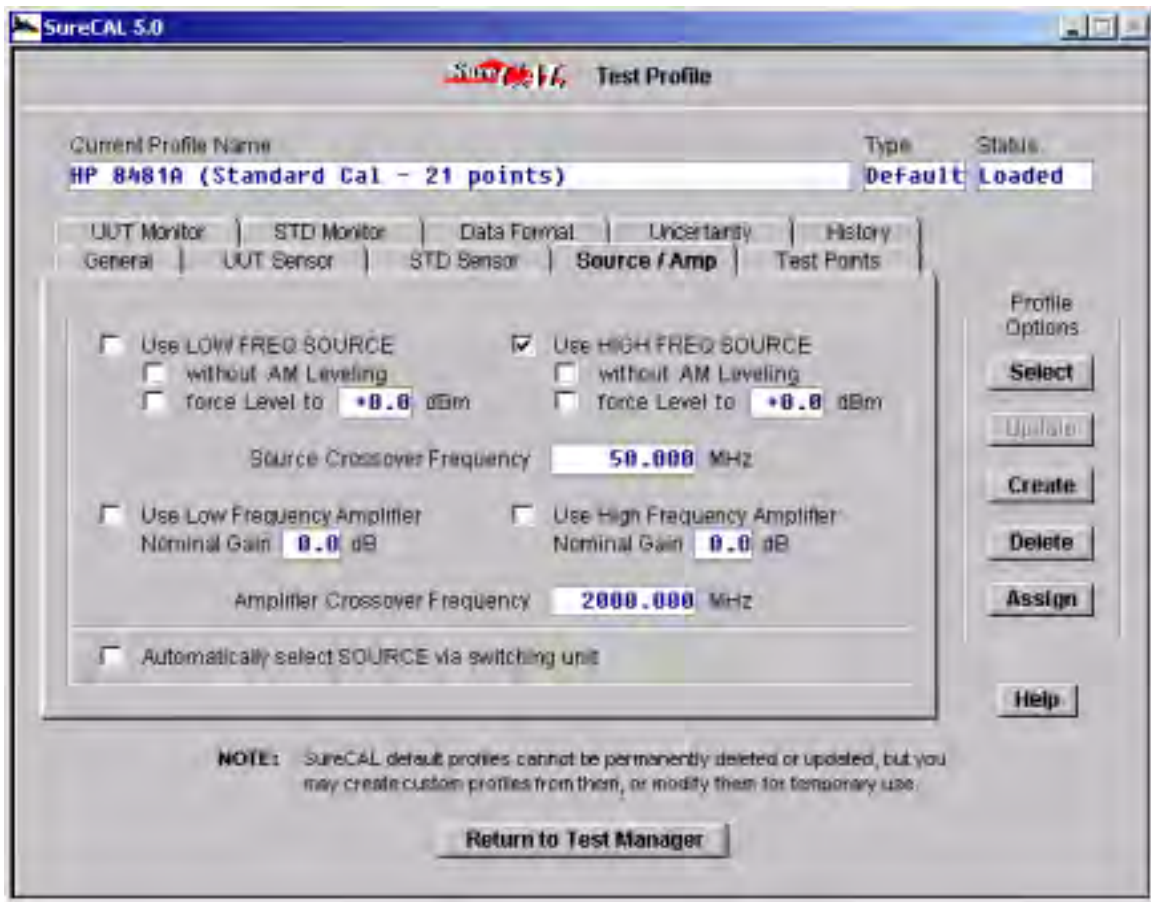 SureCAL 5.0
SureCAL Test Profile
Current Profile Name Type Status
HP 8481A (Standard Cal - 21 points) Default Loaded
UUT Monitor STD Monitor Data Format Uncertainty History
General UUT Sensor STD Sensor Source / Amp Test Points
Profile Options
Use LOW FREQ SOURCE Use HIGH FREQ SOURCE
without AM Leveling without AM Leveling
force Level to +0.0 dBm force Level to +0.0 dBm
Source Crossover Frequency 50.000 MHz
Use Low Frequency Amplifier Use High Frequency Amplifier
Nominal Gain 0.0 dB Nominal Gain 0.0 dB
Amplifier Crossover Frequency 2000.000 MHz
Automatically select SOURCE via switching unit
Select
Update
Create
Delete
Assign
Help
NOTE: SureCAL default profiles cannot be permanently deleted or updated, but you
may create custom profiles from them, or modify them for temporary use.
Return to Test Manager